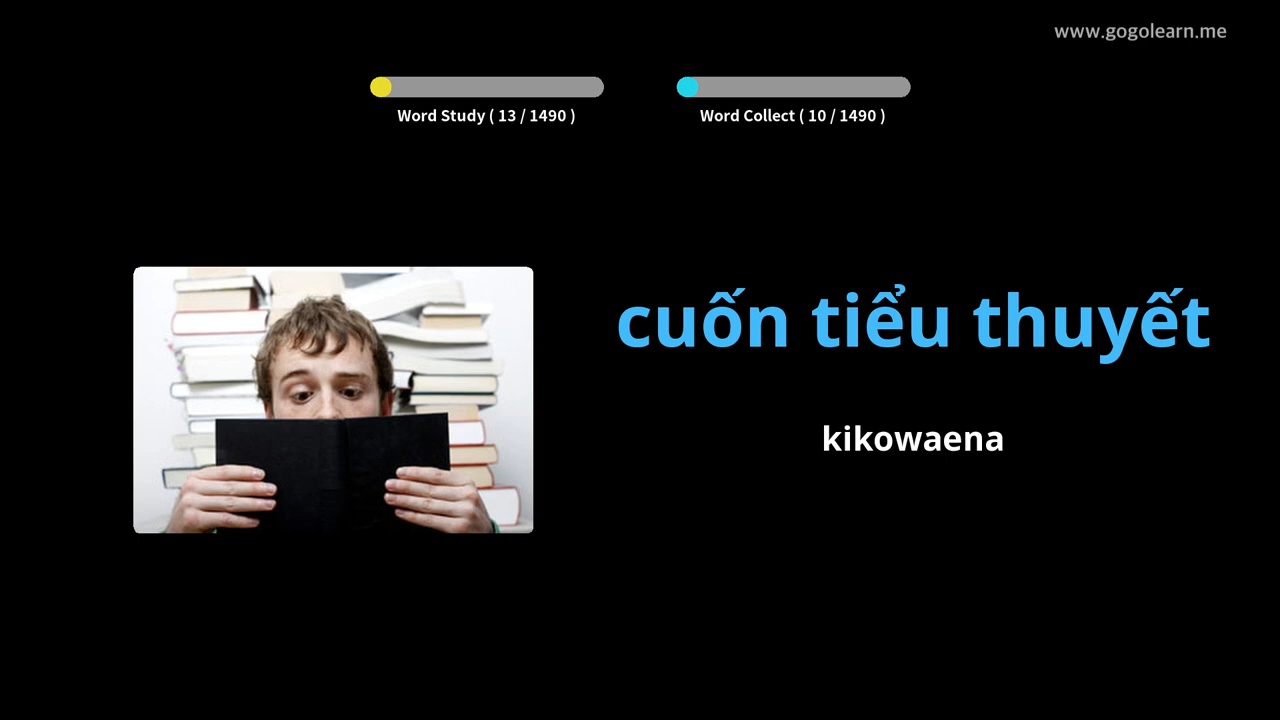 www.gogolearn.me
Word Study ( 13 / 1490 )
Word Collect ( 10 / 1490 )
cuốn tiểu thuyết
kikowaena